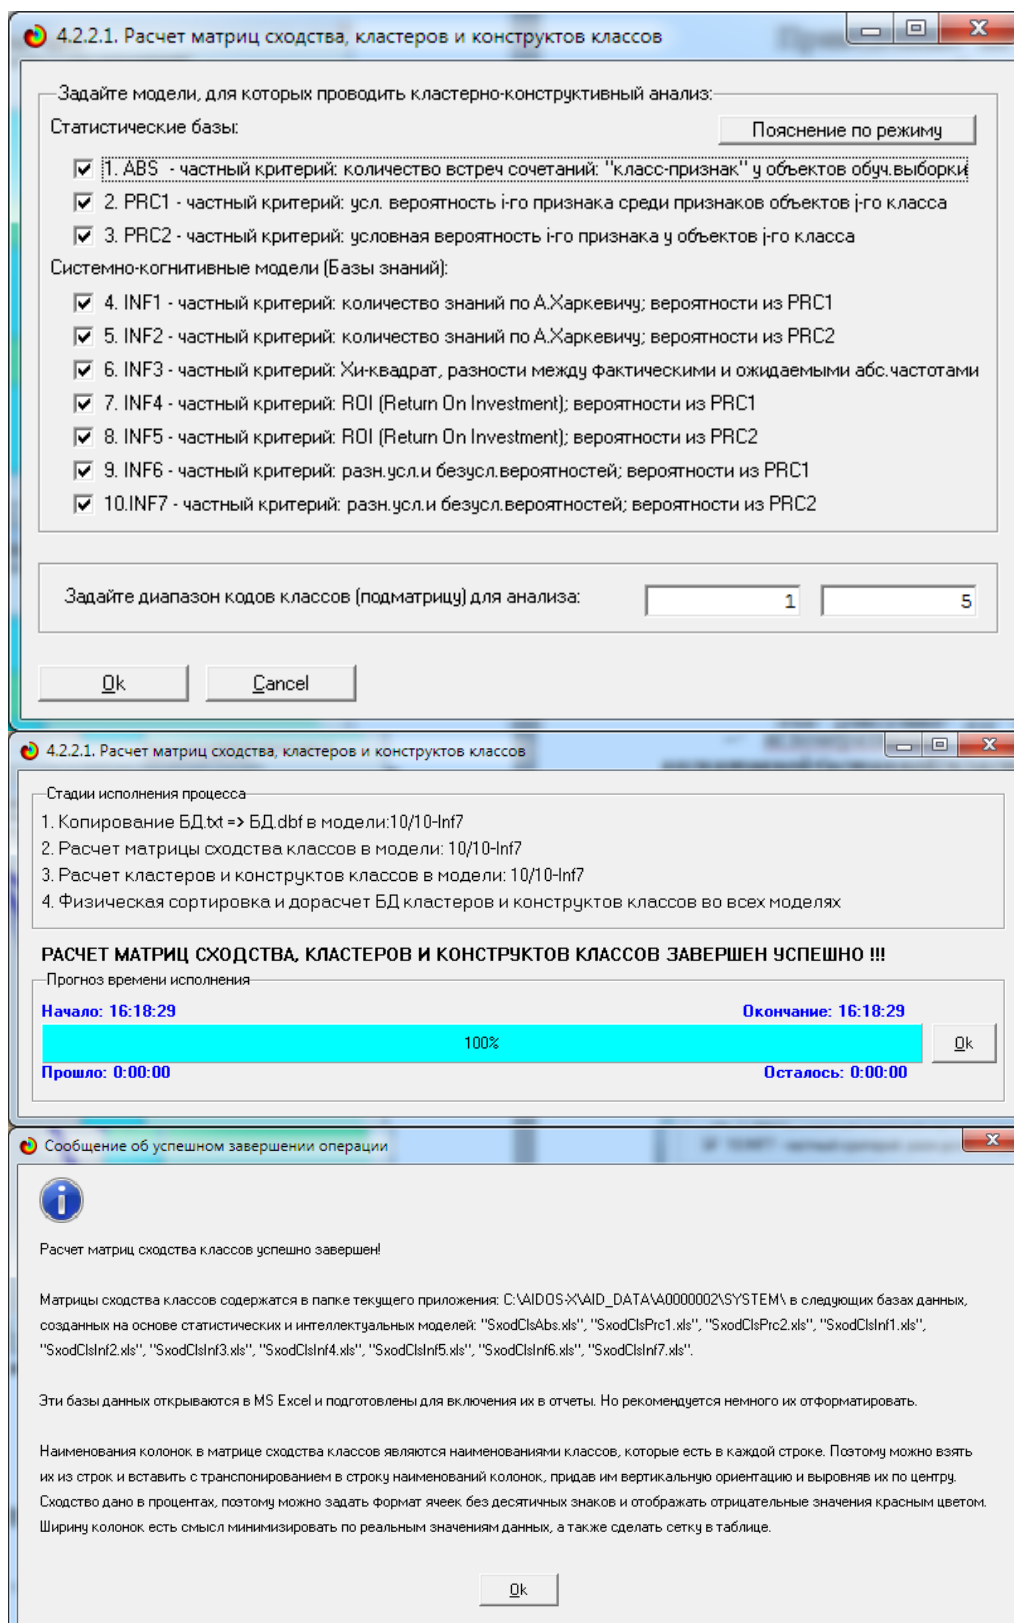 4.2.2.1. Расчет матриц сходства, кластеров и конструктов классов
Задайте модели, для которых проводить кластерно-конструктивный анализ:
Статистические базы:
Пояснение по режиму
1. ABS - частный критерий: количество встреч сочетаний: "класс-признак" у объектов обуч.выборки
2. PRC1 - частный критерий: усл. вероятность i-го признака среди признаков объектов j-го класса
3. PRC2 - частный критерий: условная вероятность i-го признака у объектов j-го класса
Системно-когнитивные модели (Базы знаний):
4. INF1 - частный критерий: количество знаний по А.Харкевичу; вероятности из PRC1
5. INF2 - частный критерий: количество знаний по А.Харкевичу; вероятности из PRC2
6. INF3 - частный критерий: Хи-квадрат, разности между фактическими и ожидаемыми абс.частотами
7. INF4 - частный критерий: ROI (Return On Investment); вероятности из PRC1
8. INF5 - частный критерий: ROI (Return On Investment); вероятности из PRC2
9. INF6 - частный критерий: разн.усл.и безусл.вероятностей; вероятности из PRC1
10.INF7 - частный критерий: разн.усл.и безусл.вероятностей; вероятности из PRC2
Задайте диапазон кодов классов (подматрицу) для анализа:
1
5
Ok
Cancel
4.2.2.1. Расчет матриц сходства, кластеров и конструктов классов
Стадии исполнения процесса
1. Копирование БД.txt => БД.dbf в модели:10/10-Inf7
2. Расчет матрицы сходства классов в модели: 10/10-Inf7
3. Расчет кластеров и конструктов классов в модели: 10/10-Inf7
4. Физическая сортировка и дорасчет БД кластеров и конструктов классов во всех моделях
РАСЧЕТ МАТРИЦ СХОДСТВА, КЛАСТЕРОВ И КОНСТРУКТОВ КЛАССОВ ЗАВЕРШЕН УСПЕШНО !!!
Прогноз времени исполнения
Начало: 16:18:29
Окончание: 16:18:29
100%
Ok
Прошло: 0:00:00
Осталось: 0:00:00
Сообщение об успешном завершении операции
Расчет матриц сходства классов успешно завершен!
Матрицы сходства классов содержатся в папке текущего приложения: C:\AIDOS-X\AID_DATA\A0000002\SYSTEM\ в следующих базах данных,
созданных на основе статистических и интеллектуальных моделей: "SxodClsAbs.xls", "SxodClsPrc1.xls", "SxodClsPrc2.xls", "SxodClsInf1.xls",
"SxodClsInf2.xls", "SxodClsInf3.xls", "SxodClsInf4.xls", "SxodClsInf5.xls", "SxodClsInf6.xls", "SxodClsInf7.xls".
Эти базы данных открываются в MS Excel и подготовлены для включения их в отчеты. Но рекомендуется немного их отформатировать.
Наименования колонок в матрице сходства классов являются наименованиями классов, которые есть в каждой строке. Поэтому можно взять
их из строк и вставить с транспонированием в строку наименований колонок, придав им вертикальную ориентацию и выровняв их по центру.
Сходство дано в процентах, поэтому можно задать формат ячеек без десятичных знаков и отображать отрицательные значения красным цветом.
Ширину колонок есть смысл минимизировать по реальным значениям данных, а также сделать сетку в таблице.
Ok